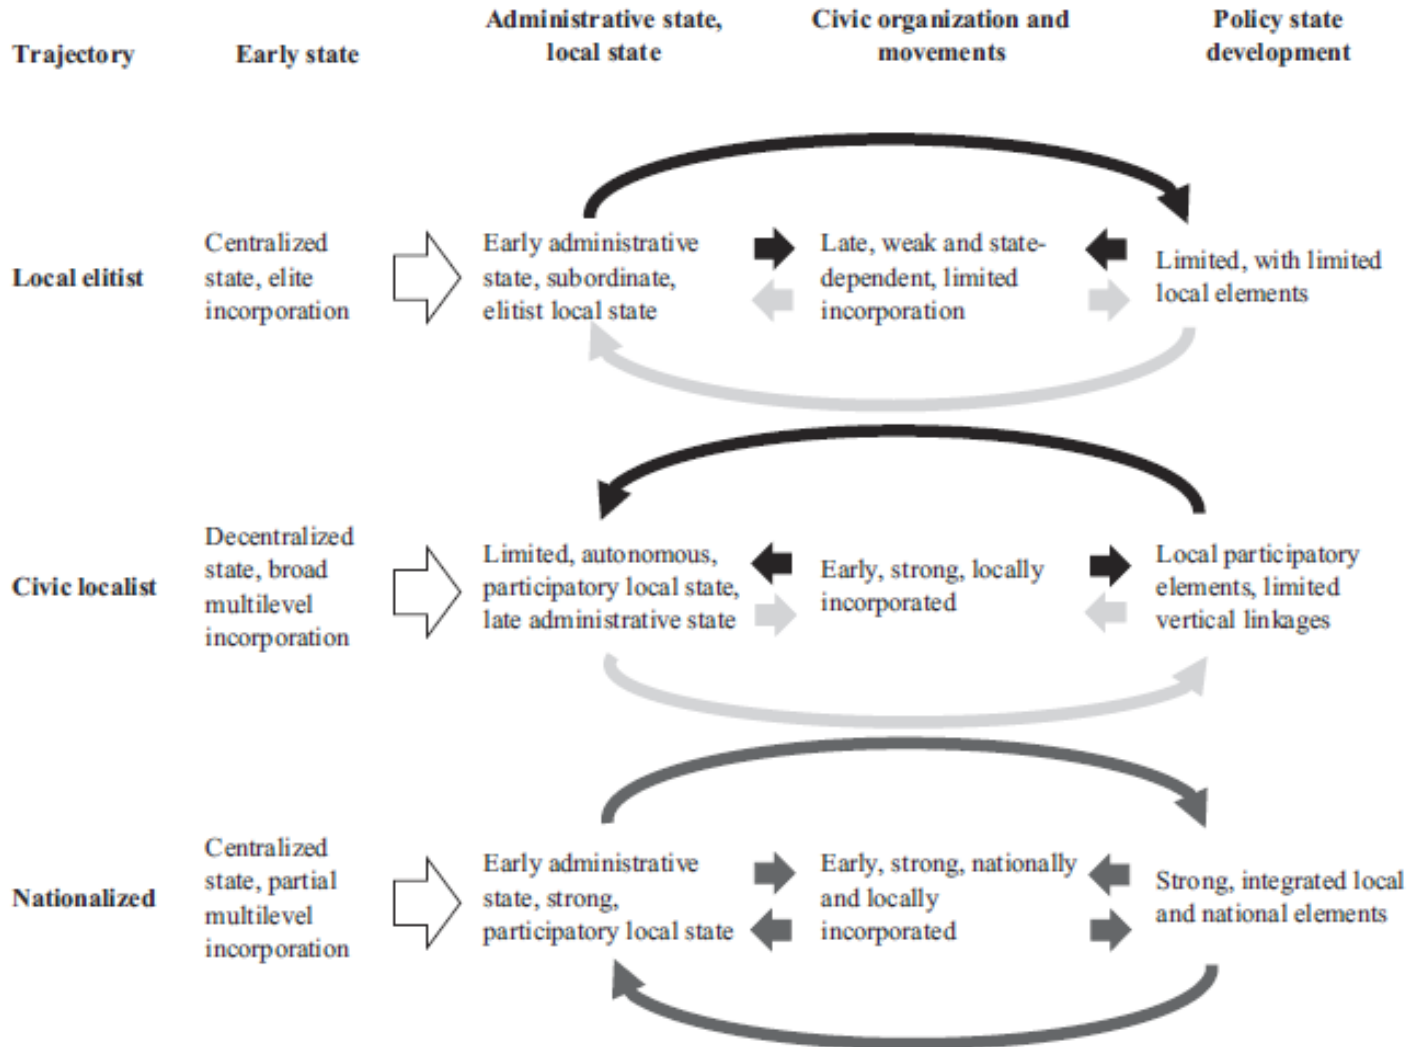 Trajectory
Early state
Administrative state,
local state
Civic organization and
movements
Policy state
development
Local elitist
Centralized
state, elite
incorporation
Early administrative
state, subordinate,
elitist local state
Late, weak and state-
dependent, limited
incorporation
Limited, with limited
local elements
Civic localist
Decentralized
state, broad
multilevel
incorporation
Limited, autonomous,
participatory local state,
late administrative state
Early, strong, locally
incorporated
Local participatory
elements, limited
vertical linkages
Nationalized
Centralized
state, partial
multilevel
incorporation
Early administrative
state, strong,
participatory local state
Early, strong, nationally
and locally
incorporated
Strong, integrated local
and national elements